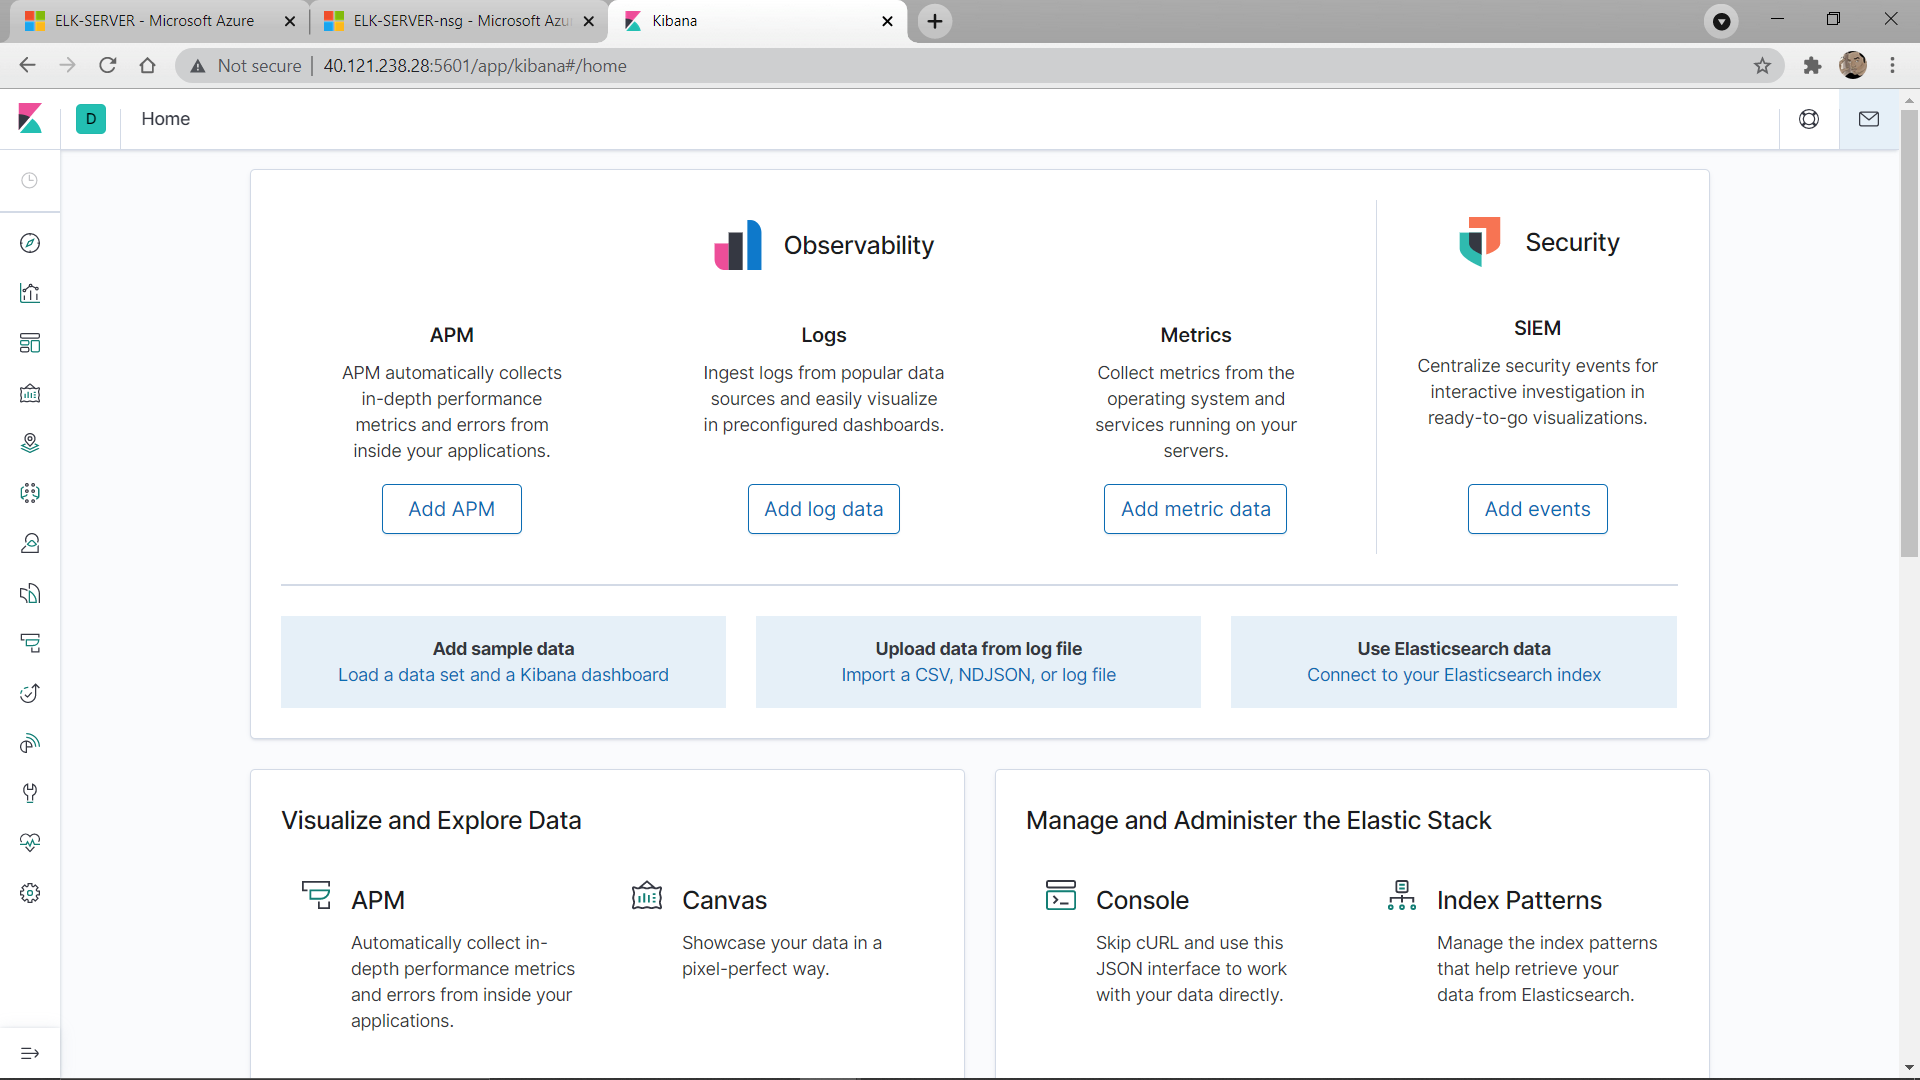 ELK-SERVER - Microsoft Azure
ELK-SERVER-nsg - Microsoft Azu
Kibana
Not secure
40.121.238.28:5601/app/kibana#/home
D
Home
Observability
Security
APM
APM automatically collects
in-depth performance
metrics and errors from
inside your applications.
Add APM
Logs
Ingest logs from popular data
sources and easily visualize
in preconfigured dashboards.
Add log data
Metrics
Collect metrics from the
operating system and
services running on your
servers.
Add metric data
SIEM
Centralize security events for
interactive investigation in
ready-to-go visualizations.
Add events
Add sample data
Load a data set and a Kibana dashboard
Upload data from log file
Import a CSV, NDJSON, or log file
Use Elasticsearch data
Connect to your Elasticsearch index
Visualize and Explore Data
APM
Automatically collect in-
depth performance metrics
and errors from inside your
applications.
Canvas
Showcase your data in a
pixel-perfect way.
Manage and Administer the Elastic Stack
Console
Skip cURL and use this
JSON interface to work
with your data directly.
Index Patterns
Manage the index patterns
that help retrieve your
data from Elasticsearch.